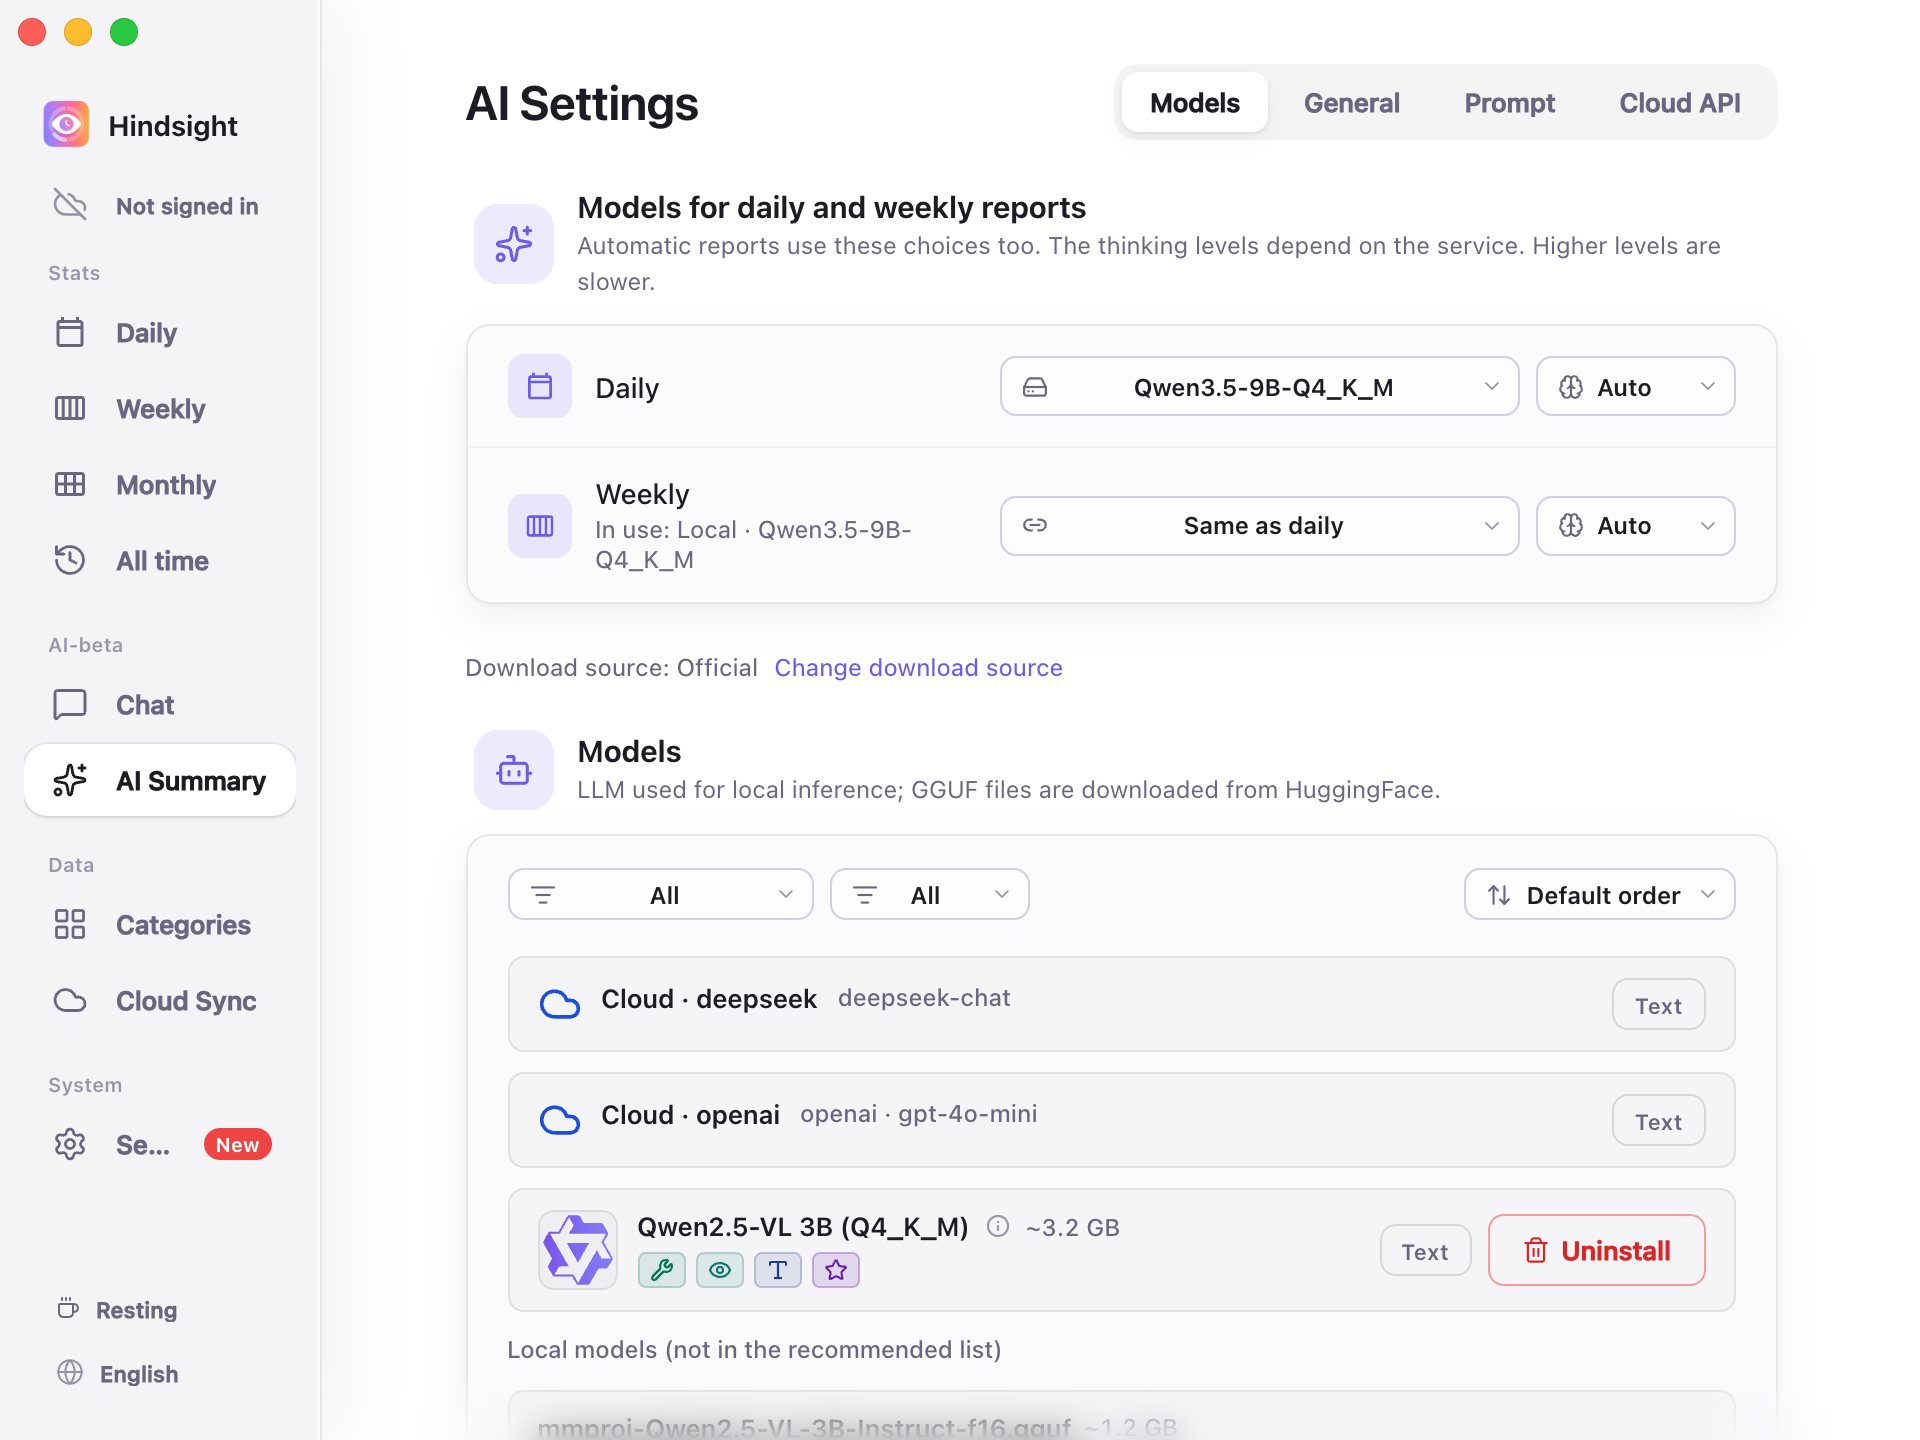 Hindsight
Not signed in
Stats
Daily
Weekly
Monthly
All time
AI-beta
Chat
AI Summary
Data
Categories
Cloud Sync
System
Se...
New
Resting
English
AI Settings
Models
General
Prompt
Cloud API
Models for daily and weekly reports
Automatic reports use these choices too. The thinking levels depend on the service. Higher levels are
slower.
Daily
Qwen3.5-9B-Q4_K_M
Auto
Weekly
In use: Local · Qwen3.5-9B-
Q4_K_M
Same as daily
Auto
Download source: Official Change download source
Models
LLM used for local inference; GGUF files are downloaded from HuggingFace.
All
All
Default order
Cloud · deepseek deepseek-chat
Text
Cloud · openai openai · gpt-4o-mini
Text
Qwen2.5-VL 3B (Q4_K_M) ~3.2 GB
Text
Uninstall
Local models (not in the recommended list)
mmproj-Qwen2.5-VL-3B-Instruct-f16.gguf ~1.2 GB